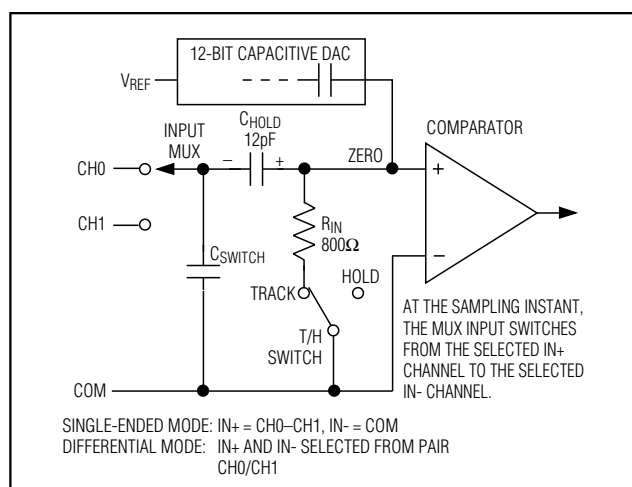 12-BIT CAPACITIVE DAC
VREF
CHOLD
12pF
INPUT
MUX
− +
ZERO
COMPARATOR
CH0
CH1
+
−
RIN
800Ω
CSWITCH
HOLD
TRACK
T/H
SWITCH
COM
AT THE SAMPLING INSTANT,
THE MUX INPUT SWITCHES
FROM THE SELECTED IN+
CHANNEL TO THE SELECTED
IN- CHANNEL.
SINGLE-ENDED MODE: IN+ = CH0–CH1, IN- = COM
DIFFERENTIAL MODE: IN+ AND IN- SELECTED FROM PAIR
CH0/CH1